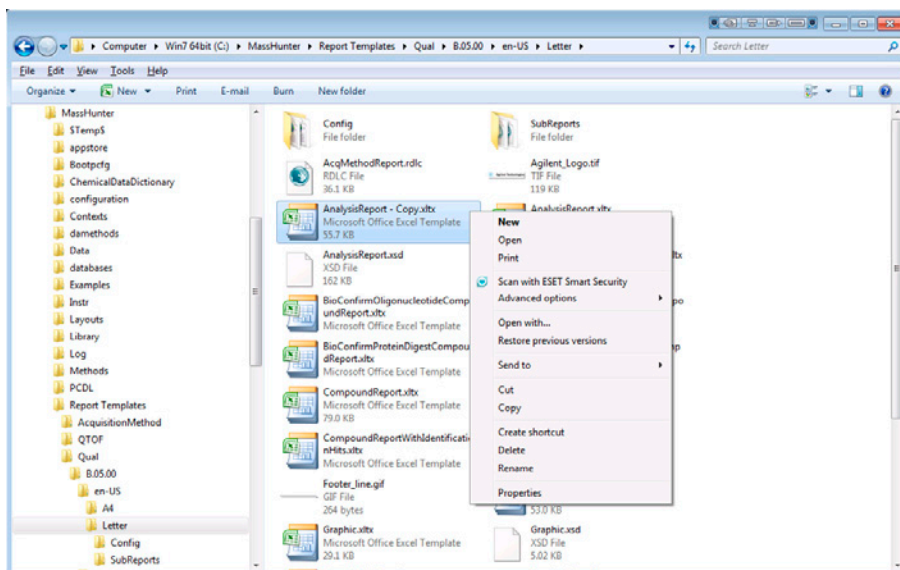 Computer ▸ Win7 64bit (C:) ▸ MassHunter ▸ Report Templates ▸ Qual ▸ B.05.00 ▸ en-US ▸ Letter ▸
Search Letter
File Edit View Tools Help
Organize New Print E-mail Burn New folder
MassHunter
$Temp$
appstore
Bootpcfg
ChemicalDataDictionary
configuration
Contexts
damethods
Data
databases
Examples
Instr
Layouts
Library
Log
Methods
PCDL
Report Templates
AcquisitionMethod
QTOF
Qual
B.05.00
en-US
A4
Letter
Config
SubReports
Config
File folder
SubReports
File folder
AcqMethodReport.rdlc
RDLC File
36.1 KB
Agilent_Logo.tif
TIF File
119 KB
AnalysisReport - Copy.xltx
Microsoft Office Excel Template
55.7 KB
AnalysisReport.xltx
AnalysisReport.xsd
XSD File
162 KB
BioConfirmOligonucleotideComp
oundReport.xltx
Microsoft Office Excel Template
BioConfirmProteinDigestCompou
ndReport.xltx
Microsoft Office Excel Template
CompoundReport.xltx
Microsoft Office Excel Template
79.0 KB
CompoundReportWithIdentificatio
nHits.xltx
Microsoft Office Excel Template
Footer_line.gif
GIF File
264 bytes
53.0 KB
Graphic.xltx
Microsoft Office Excel Template
29.1 KB
Graphic.xsd
XSD File
5.02 KB
New
Open
Print
Scan with ESET Smart Security
Advanced options
Open with...
Restore previous versions
Send to
Cut
Copy
Create shortcut
Delete
Rename
Properties